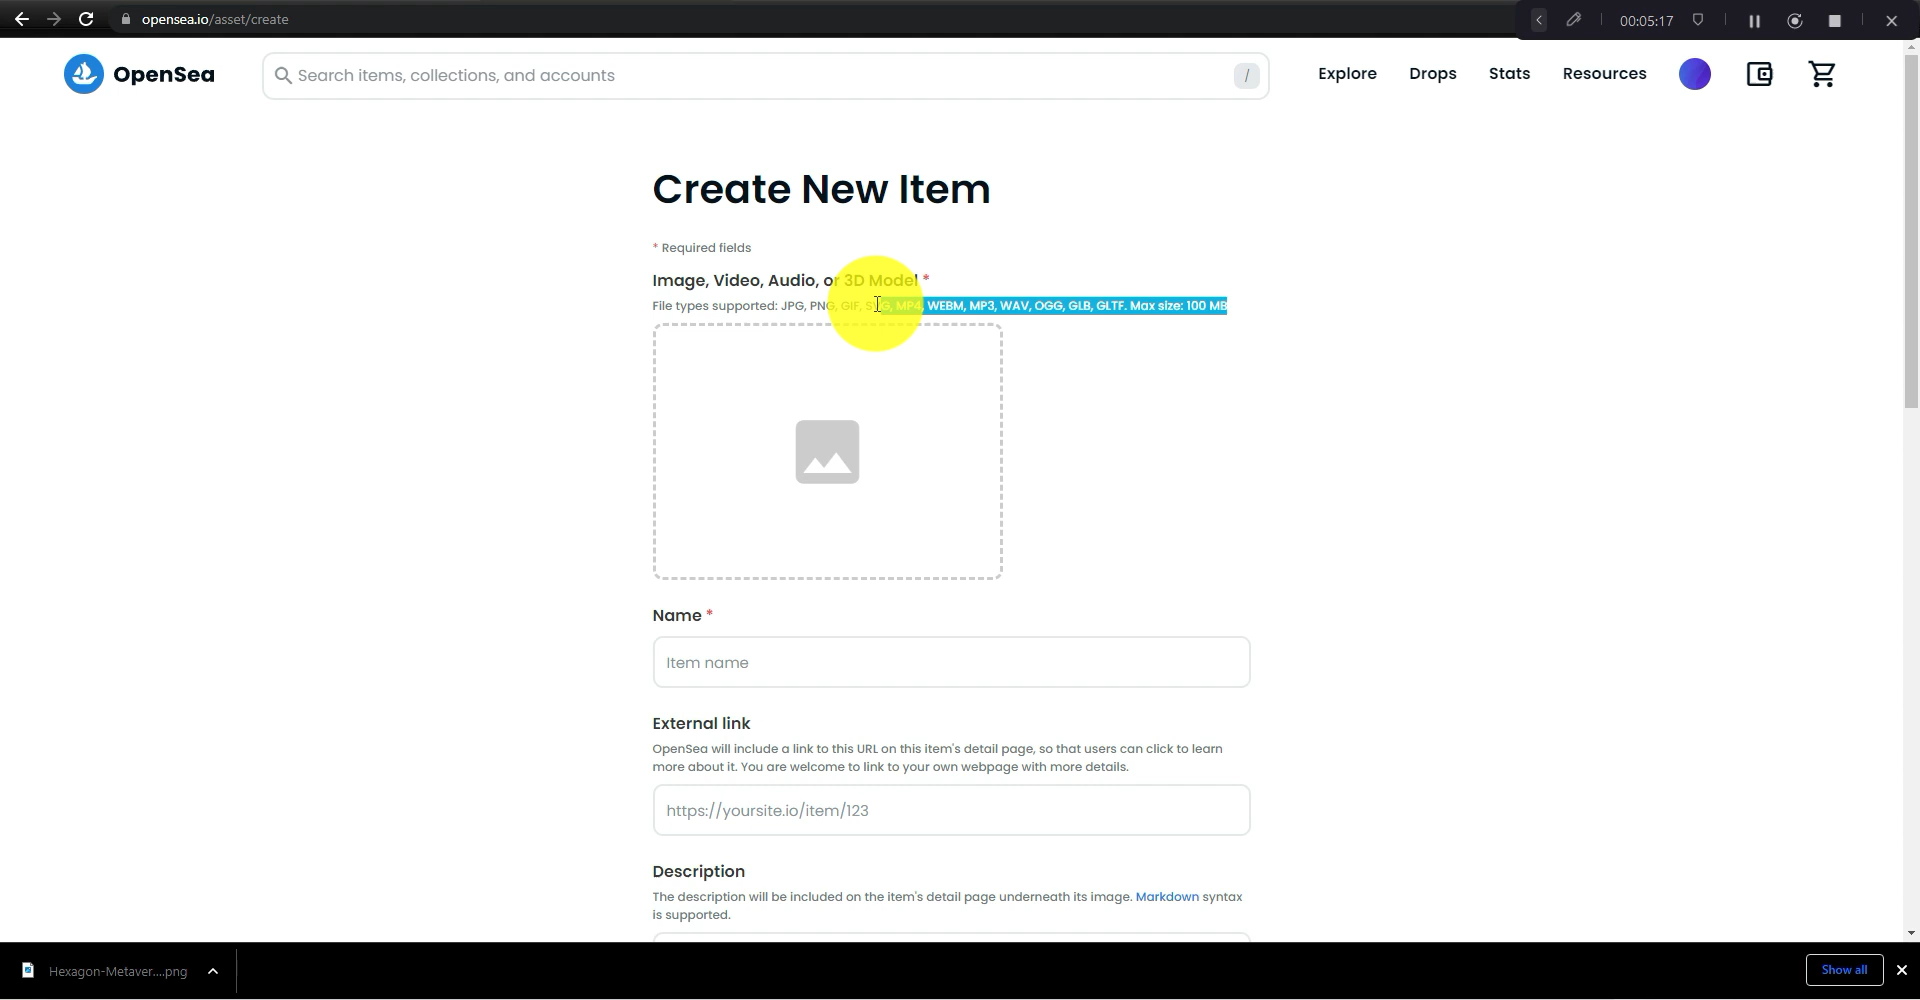 opensea.io/asset/create
00:05:17
OpenSea
Search items, collections, and accounts
/
Explore
Drops
Stats
Resources
Create New Item
* Required fields
Image, Video, Audio, or 3D Model *
File types supported: JPG, PNG, GIF, SVG, MP4, WEBM, MP3, WAV, OGG, GLB, GLTF. Max size: 100 MB
Name *
Item name
External link
OpenSea will include a link to this URL on this item's detail page, so that users can click to learn
more about it. You are welcome to link to your own webpage with more details.
https://yoursite.io/item/123
Description
The description will be included on the item's detail page underneath its image. Markdown syntax
is supported.
Hexagon-Metaver....png
Show all